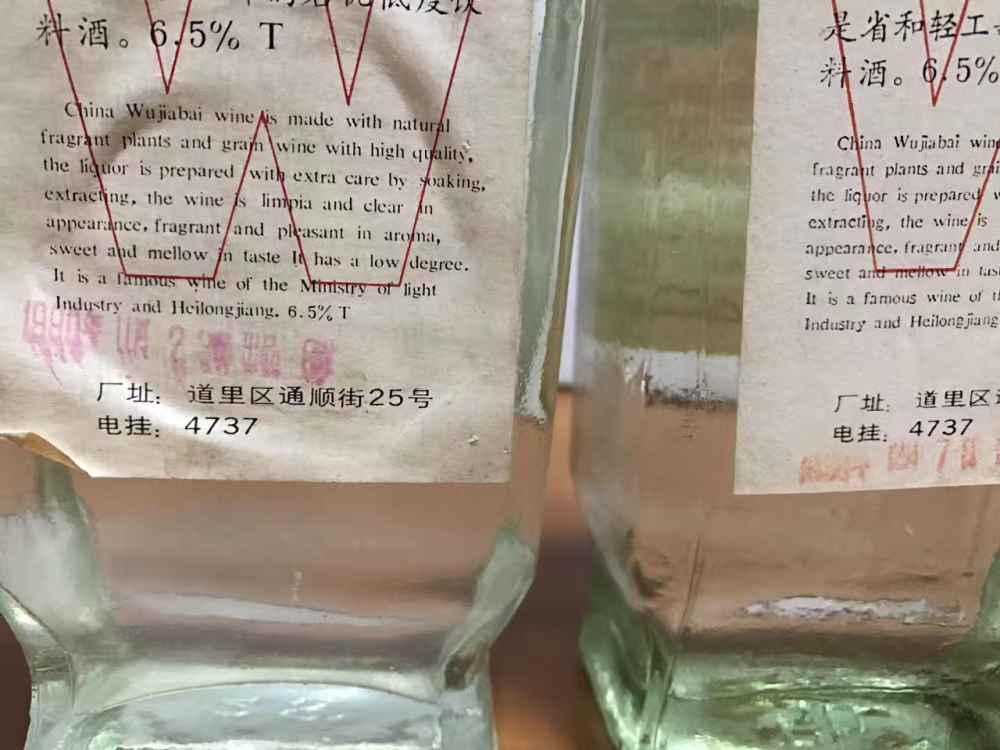 低度饮
料酒。6.5% T
China Wujiabai wine is made with natural
fragrant plants and grain wine with high quality,
the liquor is prepared with extra care by soaking,
extracting, the wine is limpia and clear in
appearance, fragrant and pleasant in aroma,
sweet and mellow in taste It has a low degree.
It is a famous wine of the Ministry of light
Industry and Heilongjiang. 6.5% T
厂址: 道里区通顺街25号
电挂: 4737
是省和轻工
料酒。6.5%
China Wujiabai wine
fragrant plants and
the liquor is prepared
extracting, the wine is
appearance, fragrant and
sweet and mellow in
It is a famous wine of
Industry and Heilongjiang
厂址: 道里区
电挂: 4737